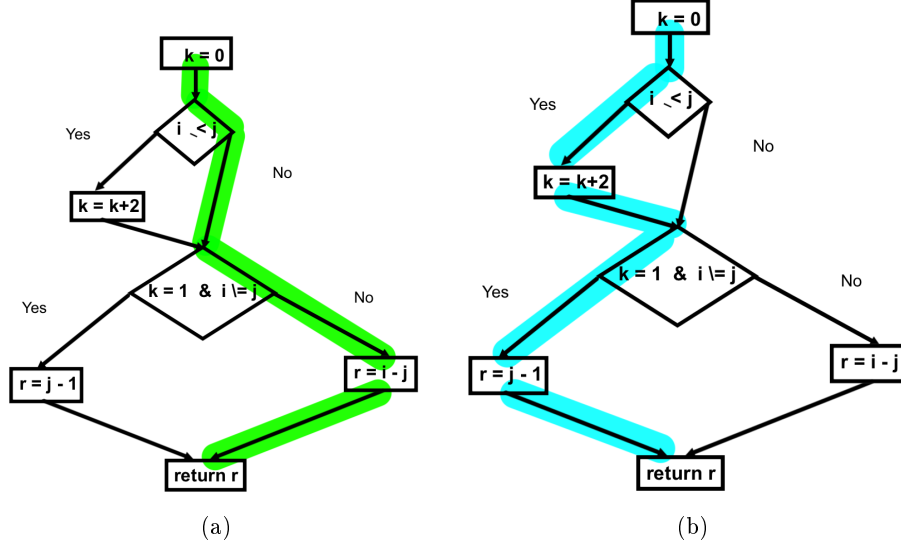 k = 0
i _< j
Yes
No
k = k+2
k = 1 & i \= j
Yes
No
r = j - 1
r = i - j
return r
(a)
k = 0
i _< j
Yes
No
k = k+2
k = 1 & i \= j
Yes
No
r = j - 1
r = i - j
return r
(b)